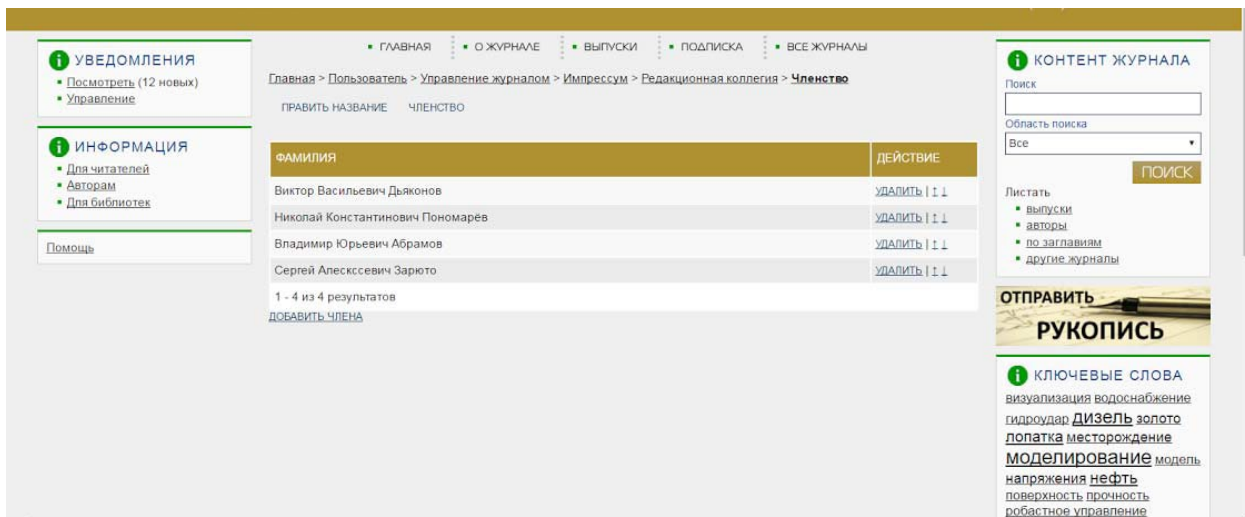 УВЕДОМЛЕНИЯ
Посмотреть (12 новых)
Управление
ИНФОРМАЦИЯ
Для читателей
Авторам
Для библиотек
Помощь
ГЛАВНАЯ О ЖУРНАЛЕ ВЫПУСКИ ПОДПИСКА ВСЕ ЖУРНАЛЫ
Главная > Пользователь > Управление журналом > Импрессум > Редакционная коллегия > Членство
ПРАВИТЬ НАЗВАНИЕ ЧЛЕНСТВО
ФАМИЛИЯ ДЕЙСТВИЕ
Виктор Васильевич Дьяконов УДАЛИТЬ | ↑ ↓
Николай Константинович Пономарёв УДАЛИТЬ | ↑ ↓
Владимир Юрьевич Абрамов УДАЛИТЬ | ↑ ↓
Сергей Алескссевич Зарюто УДАЛИТЬ | ↑ ↓
1 - 4 из 4 результатов
ДОБАВИТЬ ЧЛЕНА
КОНТЕНТ ЖУРНАЛА
Поиск
Область поиска
Все
ПОИСК
Листать
выпуски
авторы
по заглавиям
другие журналы
ОТПРАВИТЬ
РУКОПИСЬ
КЛЮЧЕВЫЕ СЛОВА
визуализация водоснабжение
гидроудар дизель золото
лопатка месторождение
моделирование модель
напряжения нефть
поверхность прочность
робастное управление